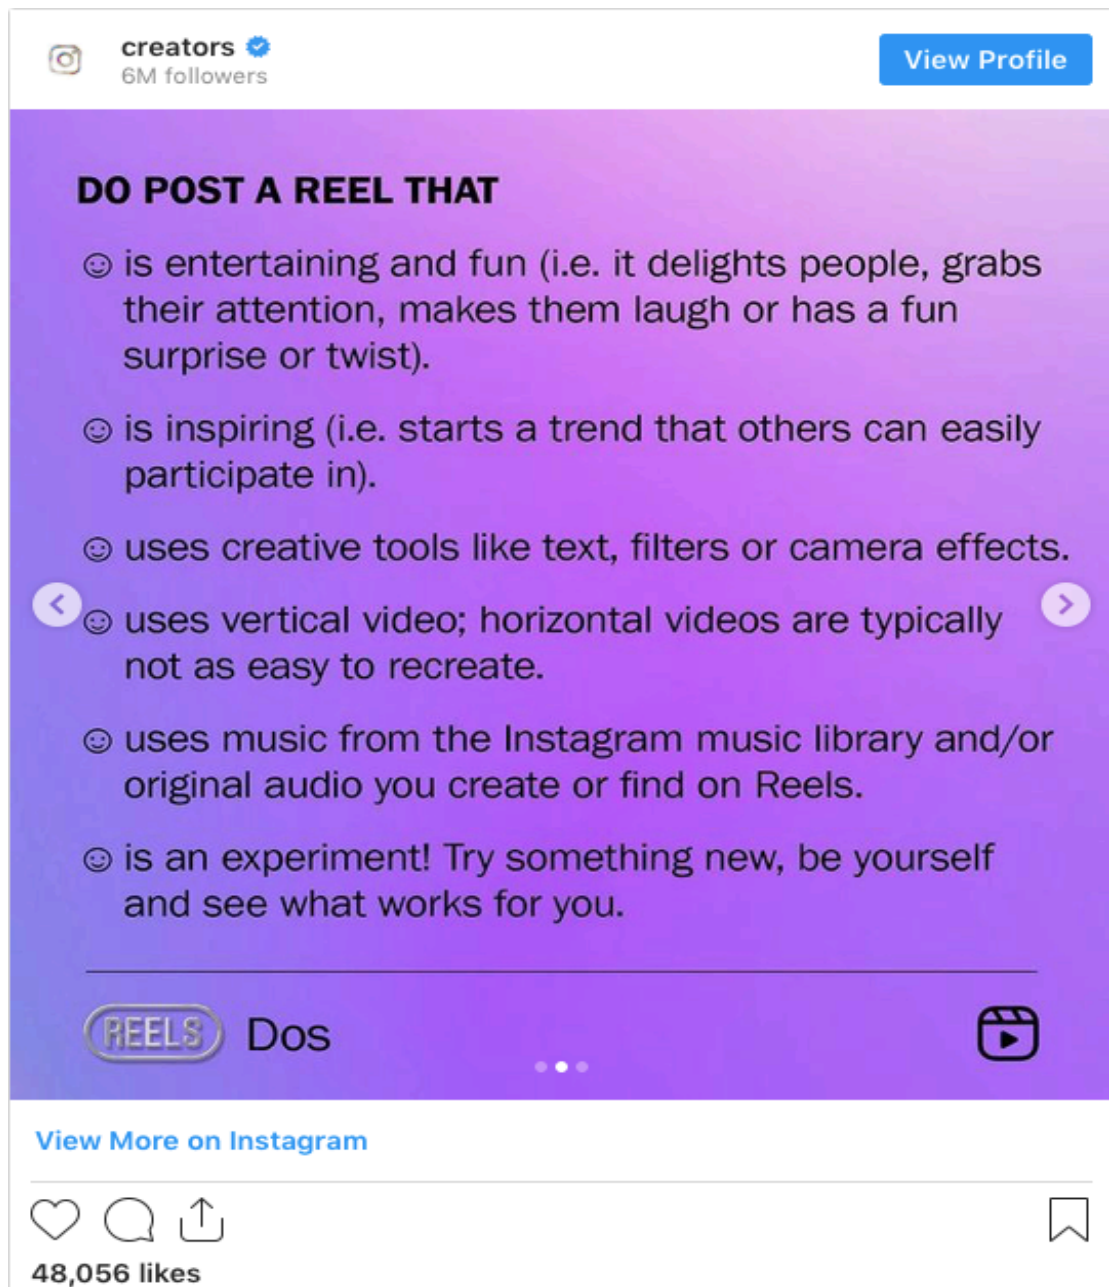 creators
6M followers
View Profile
DO POST A REEL THAT
is entertaining and fun (i.e. it delights people, grabs
their attention, makes them laugh or has a fun
surprise or twist).
is inspiring (i.e. starts a trend that others can easily
participate in).
uses creative tools like text, filters or camera effects.
uses vertical video; horizontal videos are typically
not as easy to recreate.
uses music from the Instagram music library and/or
original audio you create or find on Reels.
is an experiment! Try something new, be yourself
and see what works for you.
REELS Dos
View More on Instagram
48,056 likes